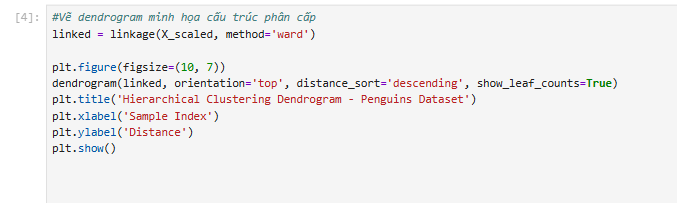 [4]: #Vẽ dendrogram minh họa cấu trúc phân cấp
linked = linkage(X_scaled, method='ward')
plt.figure(figsize=(10, 7))
dendrogram(linked, orientation='top', distance_sort='descending', show_leaf_counts=True)
plt.title('Hierarchical Clustering Dendrogram - Penguins Dataset')
plt.xlabel('Sample Index')
plt.ylabel('Distance')
plt.show()